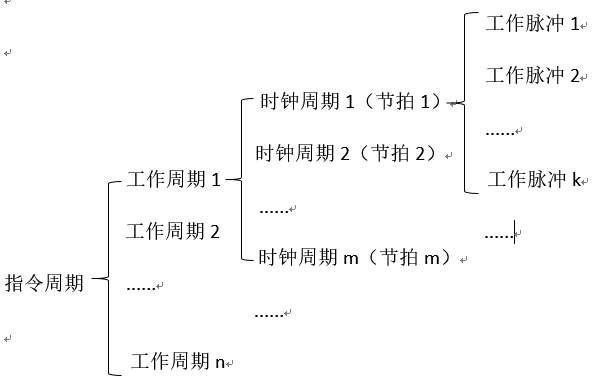 工作脉冲 1
工作脉冲 2
时钟周期 1（节拍 1）
......
时钟周期 2（节拍 2）
工作周期 1
工作脉冲 k
......
工作周期 2
......
时钟周期 m（节拍 m）
指令周期
......
......
工作周期 n